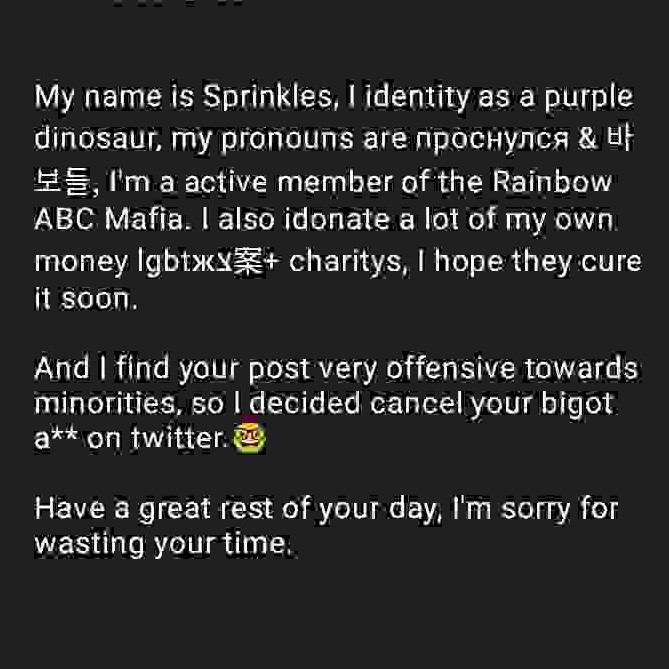 My name is Sprinkles, I identity as a purple
dinosaur, my pronouns are проснулся & 바
보들, I'm a active member of the Rainbow
ABC Mafia. I also idonate a lot of my own
money lgbtжצ案+ charitys, I hope they cure
it soon.
And I find your post very offensive towards
minorities, so I decided cancel your bigot
a** on twitter.
Have a great rest of your day, I'm sorry for
wasting your time.